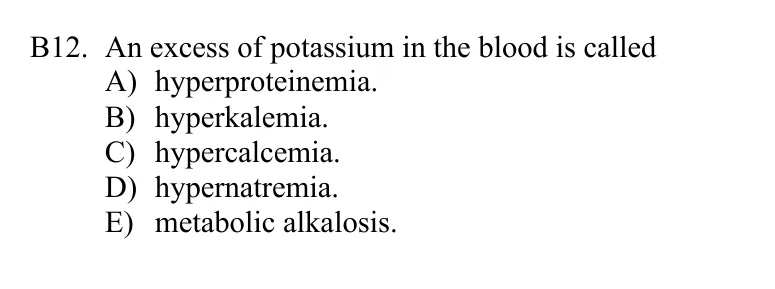 B12. An excess of potassium in the blood is called
A) hyperproteinemia.
B) hyperkalemia.
C) hypercalcemia.
D) hypernatremia.
E) metabolic alkalosis.